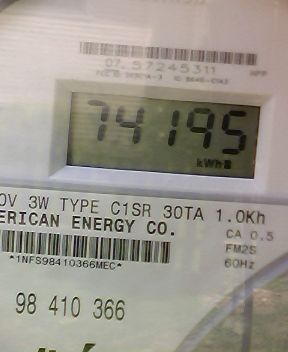 07. 57245311
74195
kWh
0V 3W TYPE C1SR 30TA 1.0Kh
ERICAN ENERGY CO.
CA 0.5
FM2S
*1NFS98410366MEC*
60Hz
98 410 366